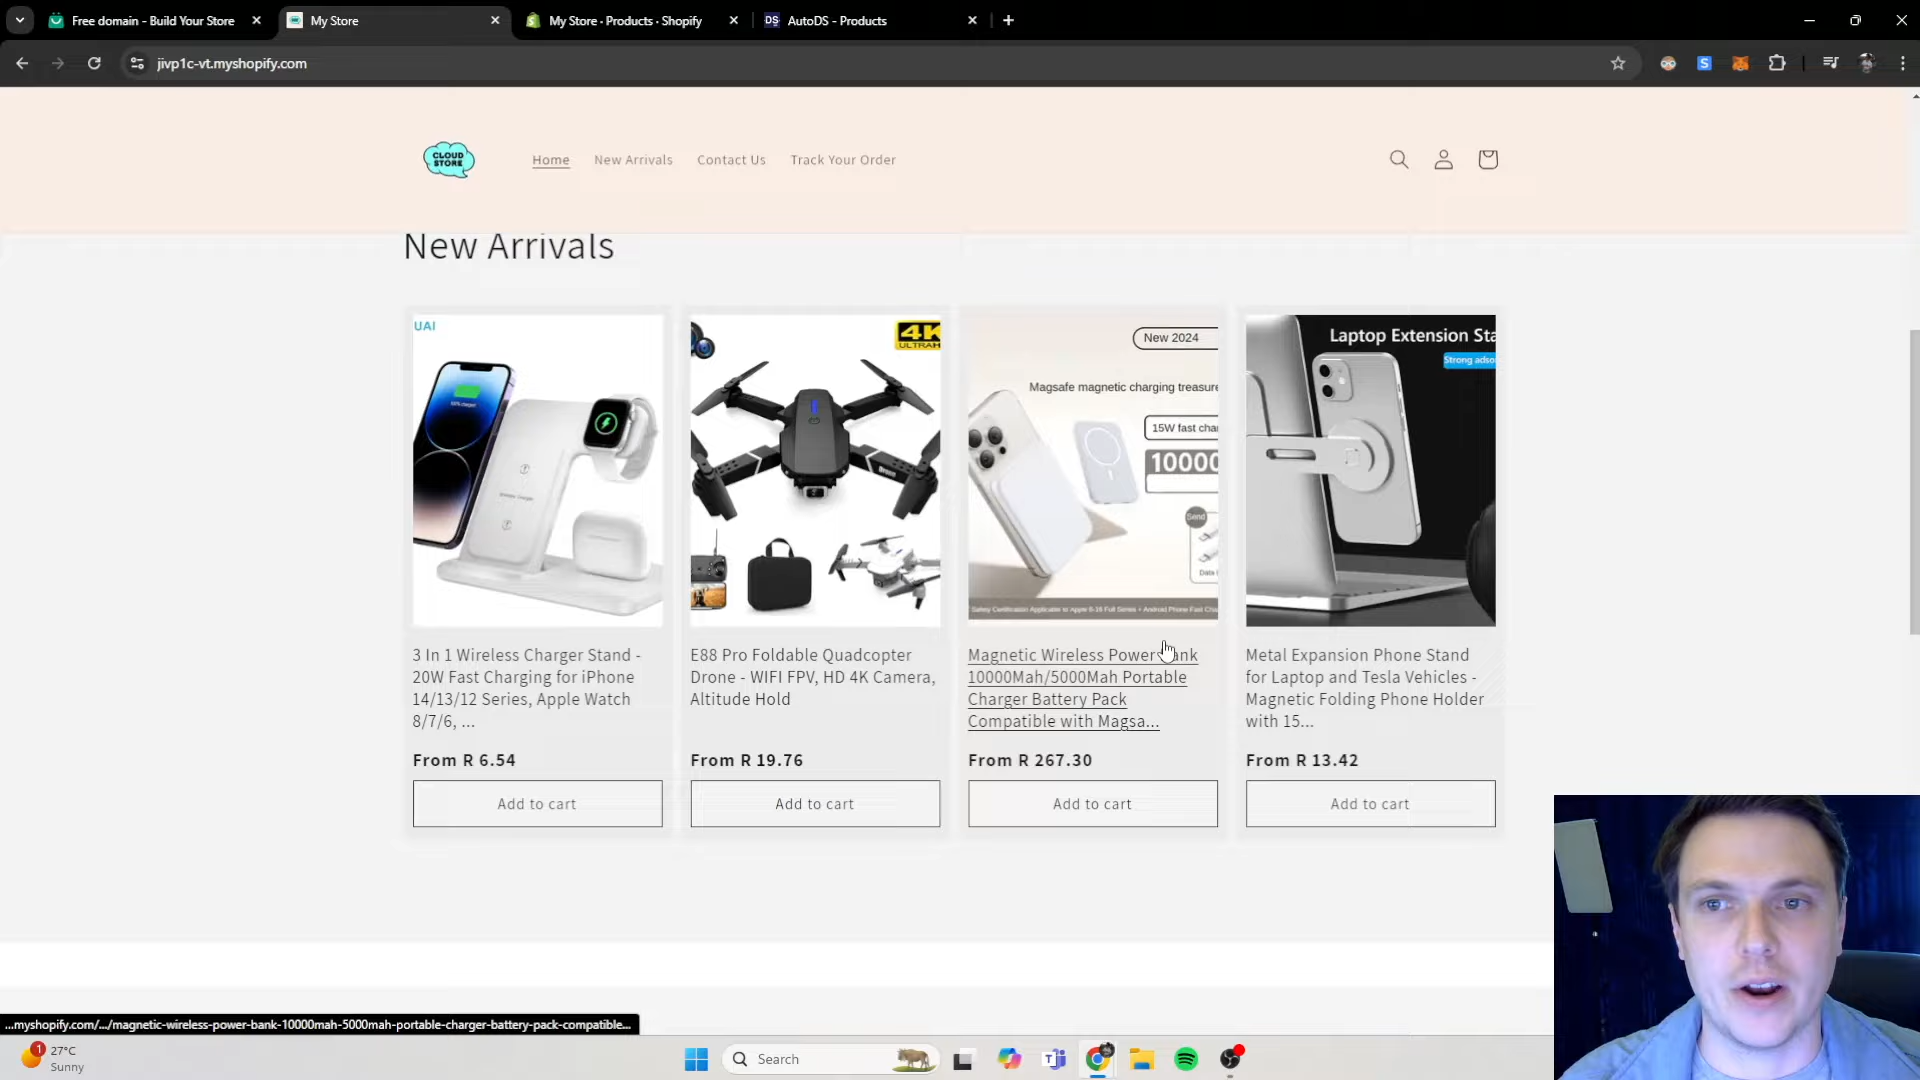 Free domain - Build Your Store
My Store
My Store · Products · Shopify
DS
AutoDS - Products
jivp1c-vt.myshopify.com
S
CLOUD
STORE
Home
New Arrivals
Contact Us
Track Your Order
New Arrivals
UAI
4K
ULTRAH
New 2024
Magsafe magnetic charging treasure
15W fast cha
10000
Send
Data
Laptop Extension Sta
Strong adso
3 In 1 Wireless Charger Stand -
20W Fast Charging for iPhone
14/13/12 Series, Apple Watch
8/7/6, ...
From R 6.54
Add to cart
E88 Pro Foldable Quadcopter
Drone - WIFI FPV, HD 4K Camera,
Altitude Hold
From R 19.76
Add to cart
Magnetic Wireless Power Bank
10000Mah/5000Mah Portable
Charger Battery Pack
Compatible with Magsa...
From R 267.30
Add to cart
Metal Expansion Phone Stand
for Laptop and Tesla Vehicles -
Magnetic Folding Phone Holder
with 15...
From R 13.42
Add to cart
...myshopify.com/.../magnetic-wireless-power-bank-10000mah-5000mah-portable-charger-battery-pack-compatible...
1
27°C
Sunny
Search